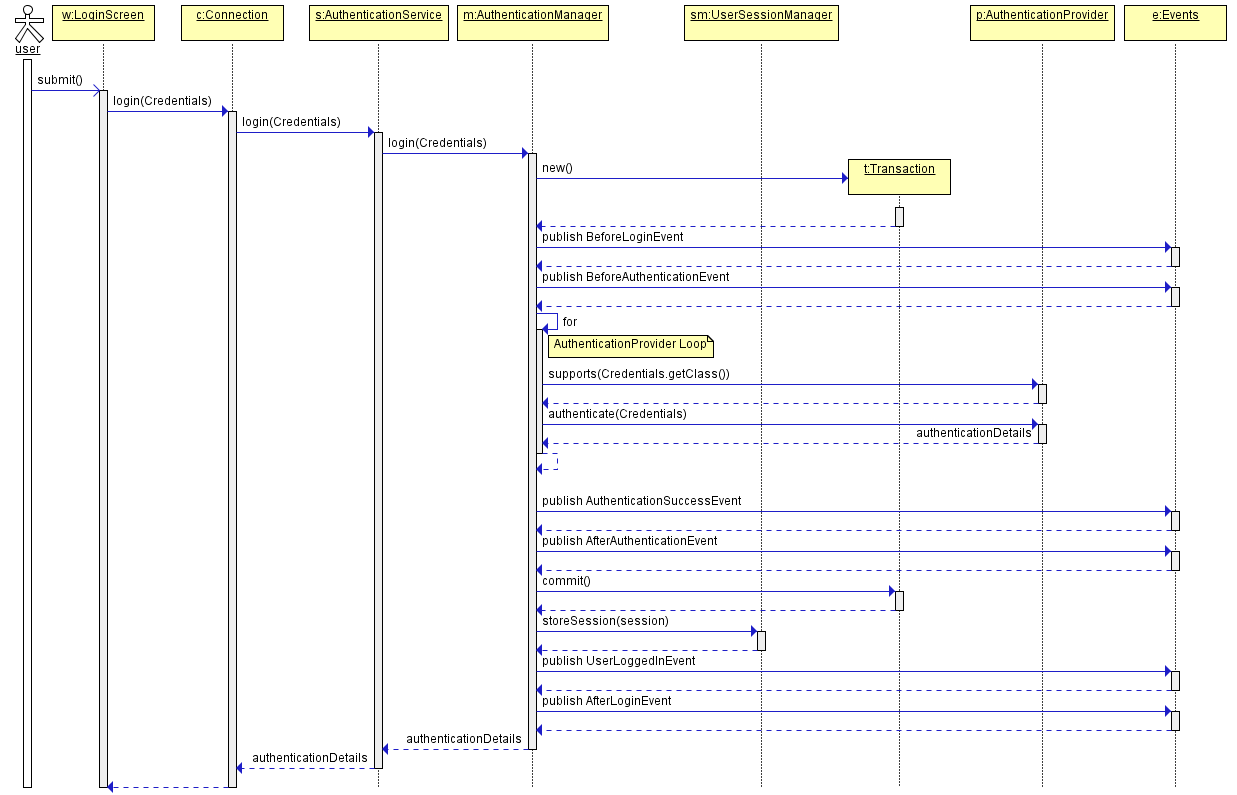 w:LoginScreen
c:Connection
s:AuthenticationService
m:AuthenticationManager
sm:UserSessionManager
p:AuthenticationProvider
e:Events
user
submit()
login(Credentials)
login(Credentials)
login(Credentials)
new()
t:Transaction
publish BeforeLoginEvent
publish BeforeAuthenticationEvent
for
AuthenticationProvider Loop
supports(Credentials.getClass())
authenticate(Credentials)
authenticationDetails
publish AuthenticationSuccessEvent
publish AfterAuthenticationEvent
commit()
storeSession(session)
publish UserLoggedInEvent
publish AfterLoginEvent
authenticationDetails
authenticationDetails